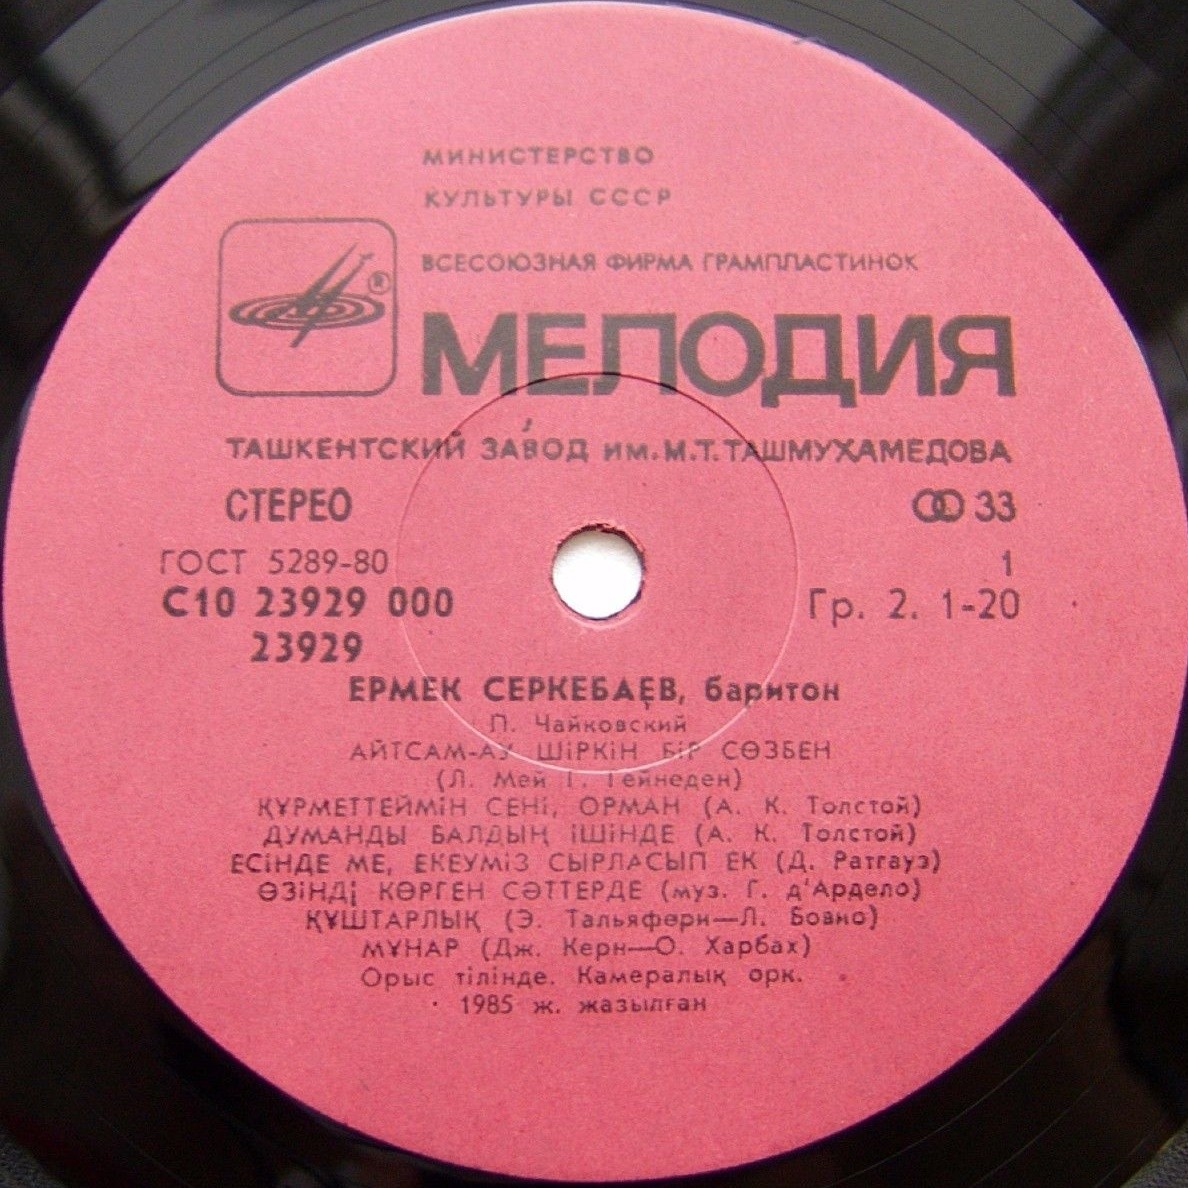 МИНИСТЕРСТВО
КУЛЬТУРЫ СССР
ВСЕСОЮЗНАЯ ФИРМА ГРАМПЛАСТИНОК
®
МЕЛОДИЯ
ТАШКЕНТСКИЙ ЗАВОД им. М.Т. ТАШМУХАМЕДОВА
СТЕРЕО 33
ГОСТ 5289-80 1
С10 23929 000 Гр. 2. 1-20
23929
ЕРМЕК СЕРКЕБАЕВ, баритон
П. Чайковский
АЙТСАМ-АУ ШІРКІН БІР СӨЗБЕН
(Л. Мей Г. Гейнеден)
ҚҰРМЕТТЕЙМІН СЕНІ, ОРМАН (А. К. Толстой)
ДУМАНДЫ БАЛДЫҢ ІШІНДЕ (А. К. Толстой)
ЕСІНДЕ МЕ, ЕКЕУМІЗ СЫРЛАСЫП ЕК (Д. Ратгауз)
ӨЗІНДІ КӨРГЕН СӘТТЕРДЕ (муз. Г. д'Ардело)
ҚҰШТАРЛЫҚ (Э. Тальяфери—Л. Бовио)
МҰНАР (Дж. Керн—О. Харбах)
Орыс тілінде. Камералық орк.
1985 ж. жазылған